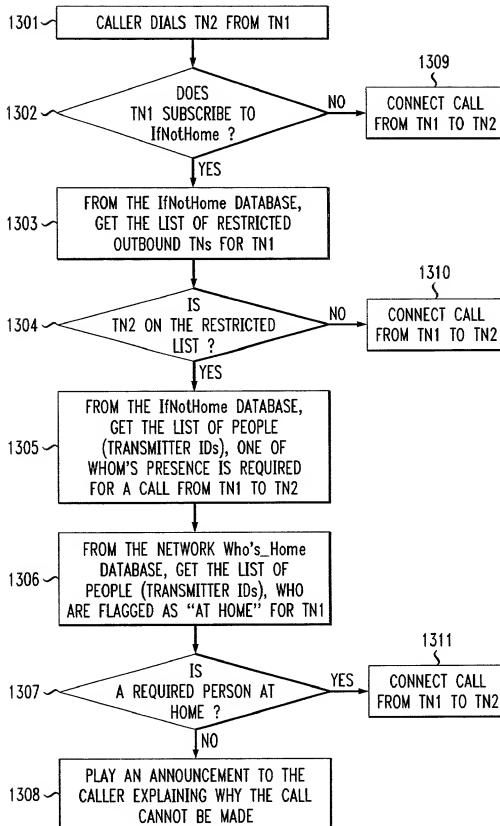 1301
CALLER DIALS TN2 FROM TN1
1302
DOES
TN1 SUBSCRIBE TO
IfNotHome ?
NO
1309
CONNECT CALL
FROM TN1 TO TN2
YES
1303
FROM THE IfNotHome DATABASE,
GET THE LIST OF RESTRICTED
OUTBOUND TNs FOR TN1
1304
IS
TN2 ON THE RESTRICTED
LIST ?
NO
1310
CONNECT CALL
FROM TN1 TO TN2
YES
1305
FROM THE IfNotHome DATABASE,
GET THE LIST OF PEOPLE
(TRANSMITTER IDs), ONE OF
WHOM'S PRESENCE IS REQUIRED
FOR A CALL FROM TN1 TO TN2
1306
FROM THE NETWORK Who's_Home
DATABASE, GET THE LIST OF
PEOPLE (TRANSMITTER IDs), WHO
ARE FLAGGED AS "AT HOME" FOR TN1
1307
IS
A REQUIRED PERSON AT
HOME ?
YES
1311
CONNECT CALL
FROM TN1 TO TN2
NO
1308
PLAY AN ANNOUNCEMENT TO THE
CALLER EXPLAINING WHY THE CALL
CANNOT BE MADE